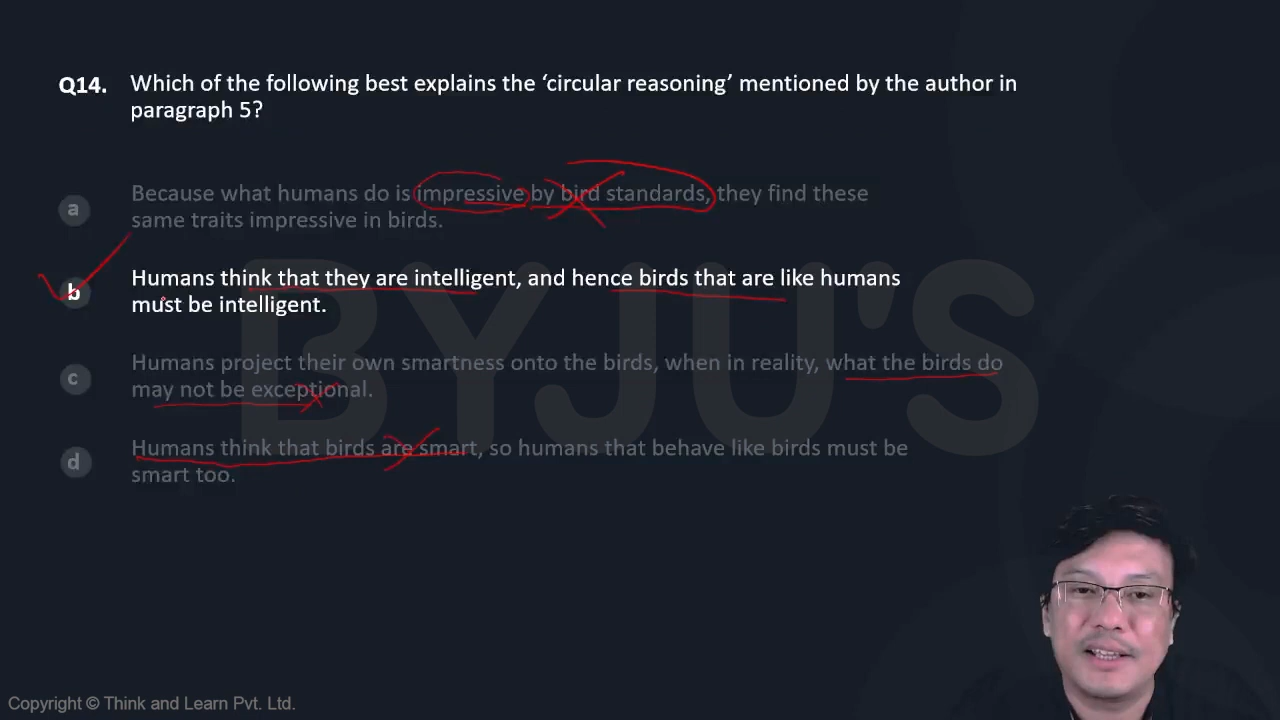 Q14. Which of the following best explains the ‘circular reasoning’ mentioned by the author in
paragraph 5?
a Because what humans do is impressive by bird standards, they find these
same traits impressive in birds.
b Humans think that they are intelligent, and hence birds that are like humans
must be intelligent.
c Humans project their own smartness onto the birds, when in reality, what the birds do
may not be exceptional.
d Humans think that birds are smart, so humans that behave like birds must be
smart too.
BYJU'S
Copyright © Think and Learn Pvt. Ltd.